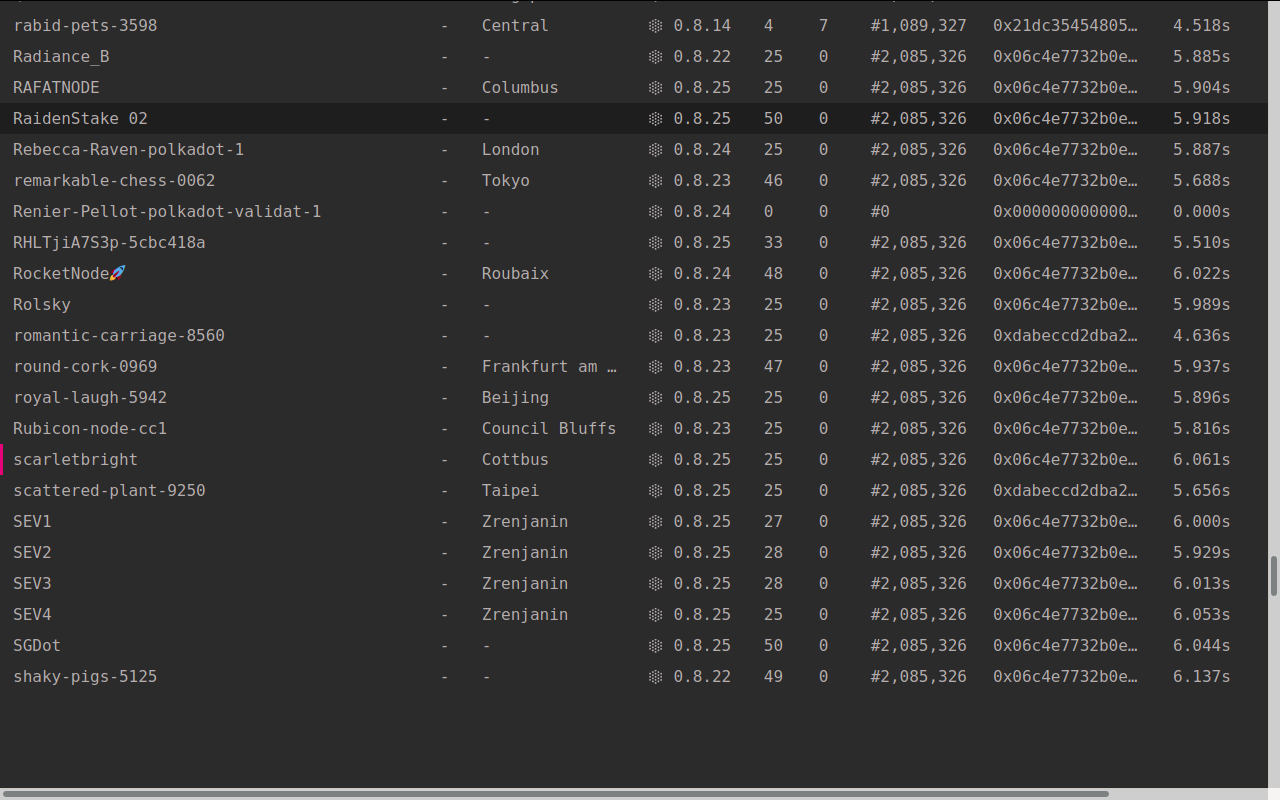 rabid-pets-3598 - Central 0.8.14 4 7 #1,089,327 0x21dc35454805… 4.518s
Radiance_B - - 0.8.22 25 0 #2,085,326 0x06c4e7732b0e… 5.885s
RAFATNODE - Columbus 0.8.25 25 0 #2,085,326 0x06c4e7732b0e… 5.904s
RaidenStake 02 - - 0.8.25 50 0 #2,085,326 0x06c4e7732b0e… 5.918s
Rebecca-Raven-polkadot-1 - London 0.8.24 25 0 #2,085,326 0x06c4e7732b0e… 5.887s
remarkable-chess-0062 - Tokyo 0.8.23 46 0 #2,085,326 0x06c4e7732b0e… 5.688s
Renier-Pellot-polkadot-validat-1 - - 0.8.24 0 0 #0 0x000000000000… 0.000s
RHLTjiA7S3p-5cbc418a - - 0.8.25 33 0 #2,085,326 0x06c4e7732b0e… 5.510s
RocketNode🚀 - Roubaix 0.8.24 48 0 #2,085,326 0x06c4e7732b0e… 6.022s
Rolsky - - 0.8.23 25 0 #2,085,326 0x06c4e7732b0e… 5.989s
romantic-carriage-8560 - - 0.8.23 25 0 #2,085,326 0xdabeccd2dba2… 4.636s
round-cork-0969 - Frankfurt am … 0.8.23 47 0 #2,085,326 0x06c4e7732b0e… 5.937s
royal-laugh-5942 - Beijing 0.8.25 25 0 #2,085,326 0x06c4e7732b0e… 5.896s
Rubicon-node-cc1 - Council Bluffs 0.8.23 25 0 #2,085,326 0x06c4e7732b0e… 5.816s
scarletbright - Cottbus 0.8.25 25 0 #2,085,326 0x06c4e7732b0e… 6.061s
scattered-plant-9250 - Taipei 0.8.25 25 0 #2,085,326 0xdabeccd2dba2… 5.656s
SEV1 - Zrenjanin 0.8.25 27 0 #2,085,326 0x06c4e7732b0e… 6.000s
SEV2 - Zrenjanin 0.8.25 28 0 #2,085,326 0x06c4e7732b0e… 5.929s
SEV3 - Zrenjanin 0.8.25 28 0 #2,085,326 0x06c4e7732b0e… 6.013s
SEV4 - Zrenjanin 0.8.25 25 0 #2,085,326 0x06c4e7732b0e… 6.053s
SGDot - - 0.8.25 50 0 #2,085,326 0x06c4e7732b0e… 6.044s
shaky-pigs-5125 - - 0.8.22 49 0 #2,085,326 0x06c4e7732b0e… 6.137s